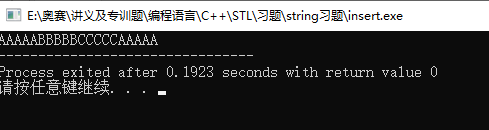 E:\奥赛\讲义及专训题\编程语言\C++\STL\习题\string习题\insert.exe
AAAAABBBBBCCCCCAAAAA
--------------------------------
Process exited after 0.1923 seconds with return value 0
请按任意键继续. . .